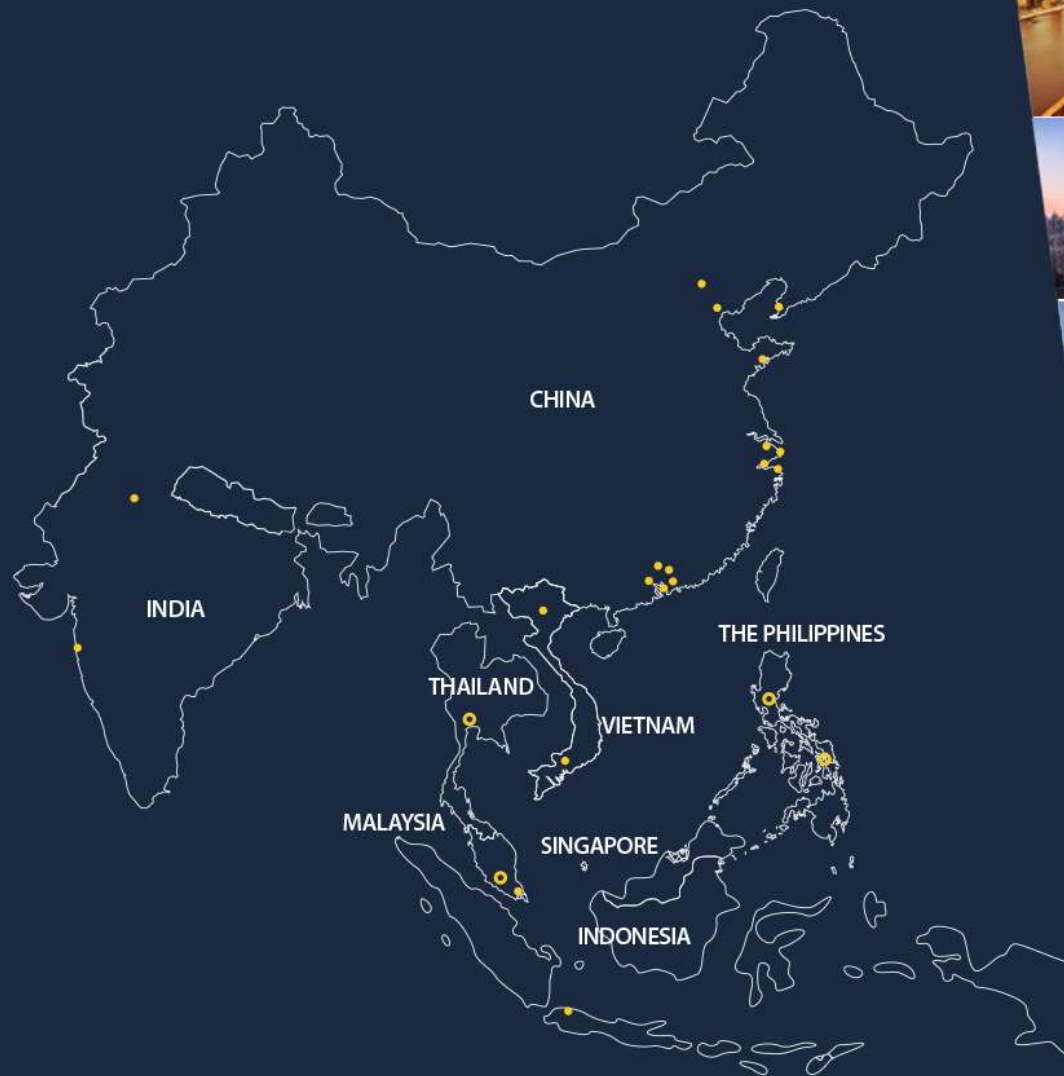 CHINA
INDIA
THE PHILIPPINES
THAILAND
VIETNAM
MALAYSIA
SINGAPORE
INDONESIA